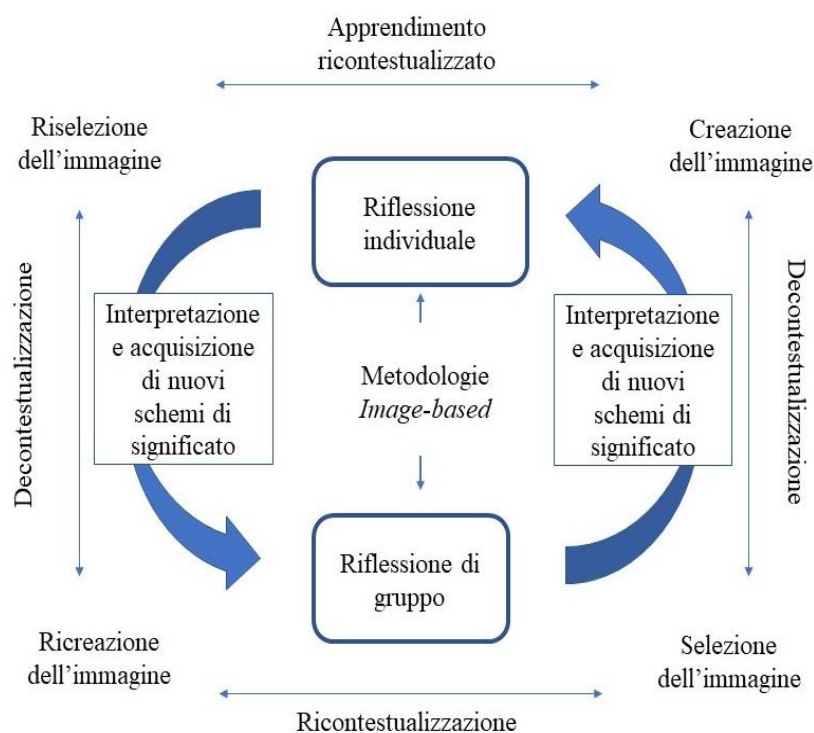 Apprendimento
ricontestualizzato
Riselezione
dell’immagine
Creazione
dell’immagine
Riflessione
individuale
Decontestualizzazione
Interpretazione
e acquisizione
di nuovi
schemi di
significato
Metodologie
Image-based
Interpretazione
e acquisizione
di nuovi
schemi di
significato
Decontestualizzazione
Riflessione di
gruppo
Ricreazione
dell’immagine
Selezione
dell’immagine
Ricontestualizzazione